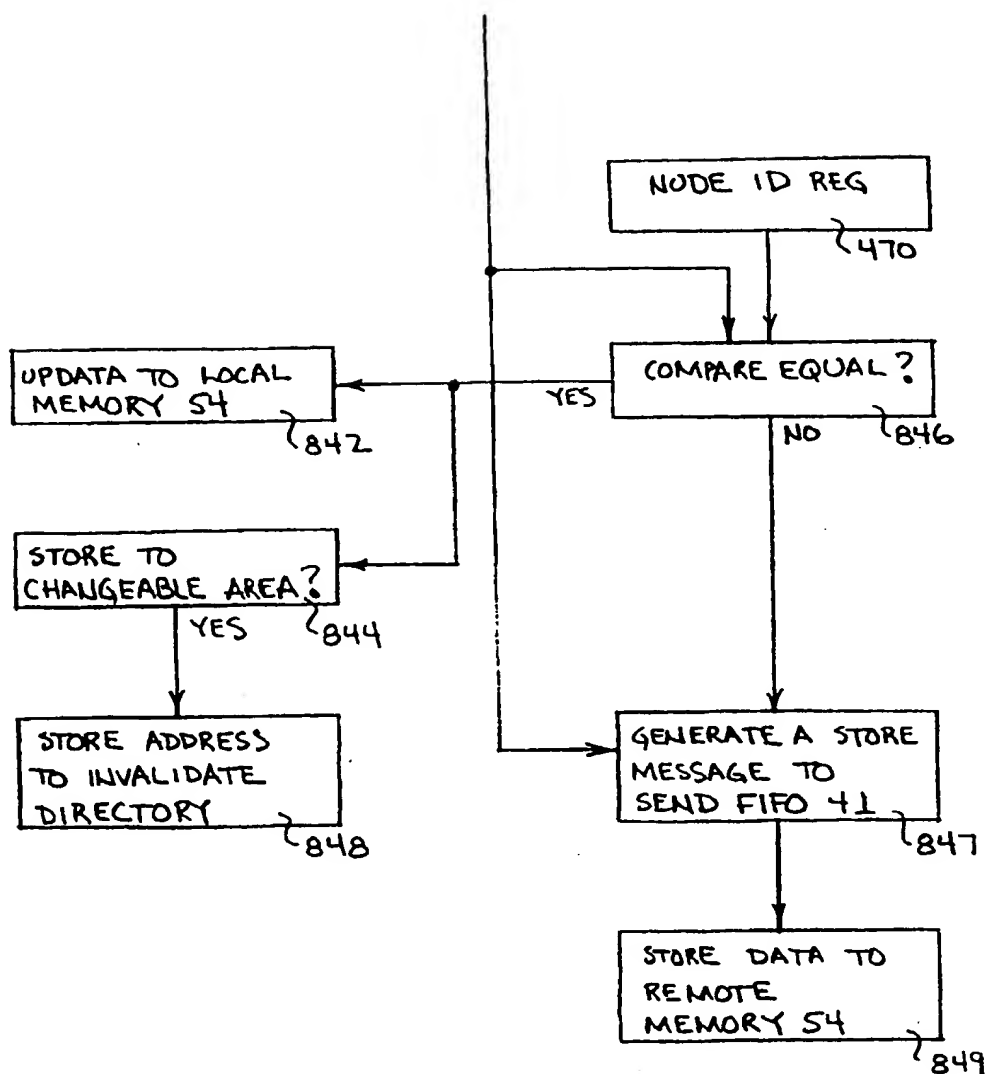 NODE ID REG
470
COMPARE EQUAL?
846
YES
NO
UPDATA TO LOCAL
MEMORY 54
842
STORE TO
CHANGEABLE AREA?
844
YES
STORE ADDRESS
TO INVALIDATE
DIRECTORY
848
GENERATE A STORE
MESSAGE TO
SEND FIFO 41
847
STORE DATA TO
REMOTE
MEMORY 54
849